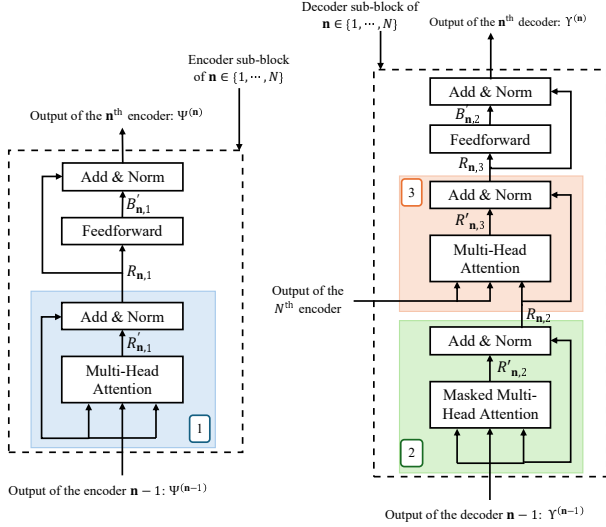 Encoder sub-block
of 𝐧 ∈ {1, ⋯, N}
Output of the 𝐧ᵗʰ encoder: Ψ⁽ⁿ⁾
Add & Norm
B′ₙ,₁
Feedforward
Rₙ,₁
Add & Norm
R′ₙ,₁
Multi-Head
Attention
1
Output of the encoder 𝐧 − 1: Ψ⁽ⁿ⁻¹⁾
Decoder sub-block of
𝐧 ∈ {1, ⋯, N}
Output of the 𝐧ᵗʰ decoder: ϒ⁽ⁿ⁾
Add & Norm
B′ₙ,₂
Feedforward
Rₙ,₃
3
Add & Norm
R′ₙ,₃
Multi-Head
Attention
Output of the
Nᵗʰ encoder
Rₙ,₂
Add & Norm
R′ₙ,₂
Masked Multi-
Head Attention
2
Output of the decoder 𝐧 − 1: ϒ⁽ⁿ⁻¹⁾